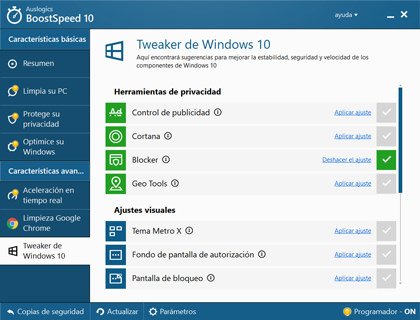 Auslogics
BoostSpeed 10
ayuda
Características básicas
Resumen
Limpia su PC
Protege su
privacidad
Optimice su
Windows
Características avan...
Aceleración en
tiempo real
Limpieza Google
Chrome
Tweaker de
Windows 10
Tweaker de Windows 10
Aquí encontrará sugerencias para mejorar la estabilidad, seguridad y velocidad de los
componentes de Windows 10
Herramientas de privacidad
Ad
Control de publicidad Aplicar ajuste
Cortana Aplicar ajuste
Blocker Deshacer el ajuste
Geo Tools Aplicar ajuste
Ajustes visuales
Tema Metro X Aplicar ajuste
Fondo de pantalla de autorización Aplicar ajuste
Pantalla de bloqueo Aplicar ajuste
Copias de seguridad Actualizar Parámetros Programador - ON